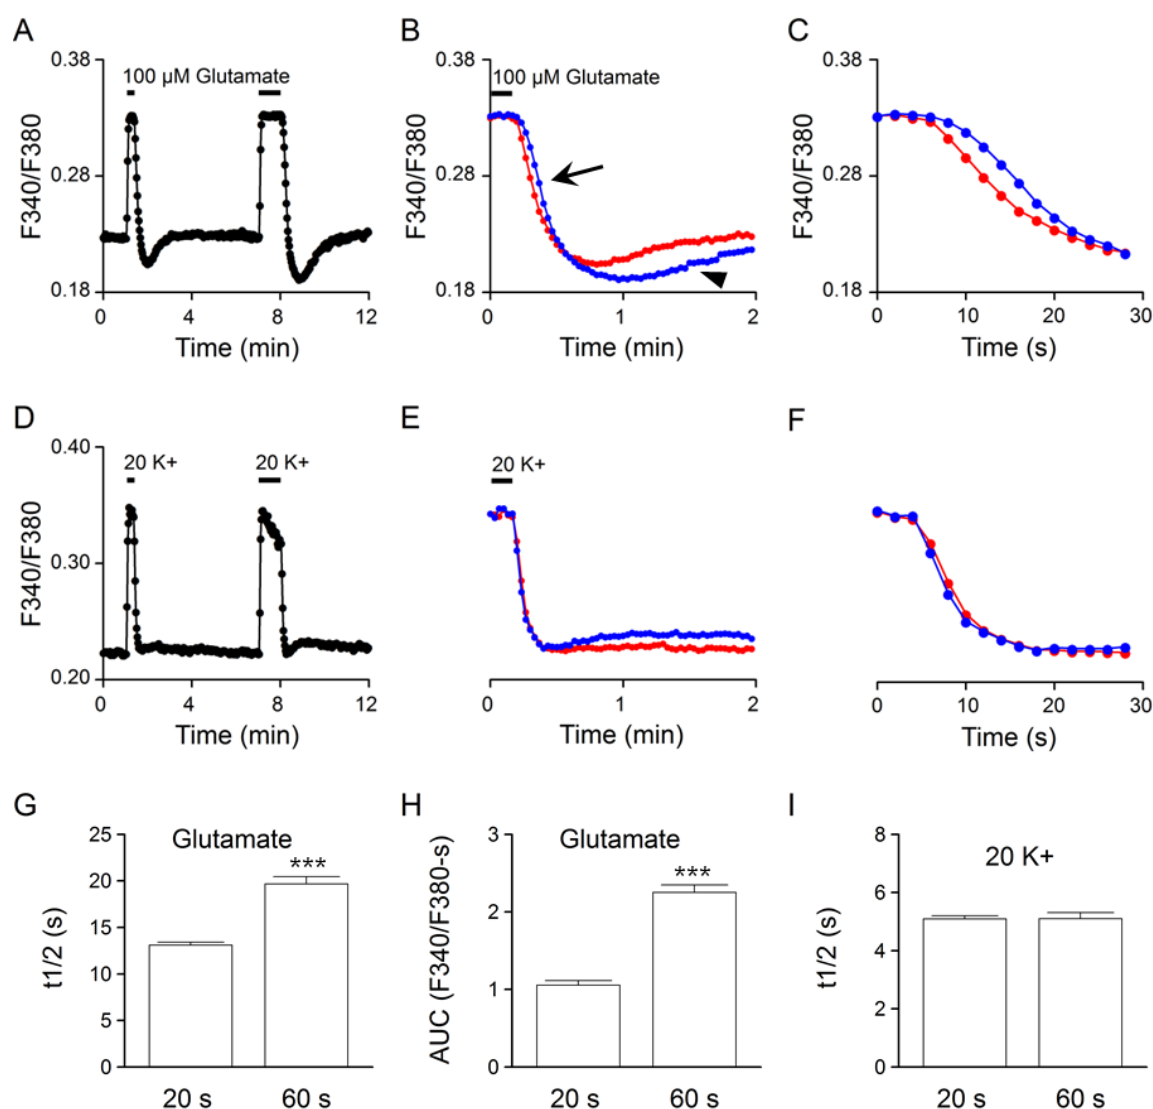 A
B
C
0.38
0.28
0.18
F340/F380
100 µM Glutamate
0
4
8
12
Time (min)
0.38
0.28
0.18
F340/F380
100 µM Glutamate
0
1
2
Time (min)
0.38
0.28
0.18
F340/F380
0
10
20
30
Time (s)
D
E
F
0.40
0.30
0.20
F340/F380
20 K+
20 K+
0
4
8
12
Time (min)
20 K+
0
1
2
Time (min)
0
10
20
30
Time (s)
G
H
I
Glutamate
***
25
20
15
10
5
0
t1/2 (s)
20 s
60 s
Glutamate
***
3
2
1
0
AUC (F340/F380-s)
20 s
60 s
20 K+
8
6
4
2
0
t1/2 (s)
20 s
60 s